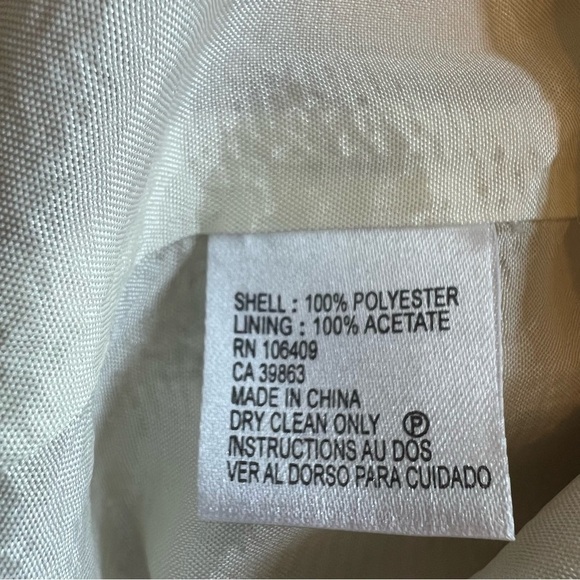 SHELL : 100% POLYESTER
LINING : 100% ACETATE
RN 106409
CA 39863
MADE IN CHINA
DRY CLEAN ONLY Ⓟ
INSTRUCTIONS AU DOS
VER AL DORSO PARA CUIDADO